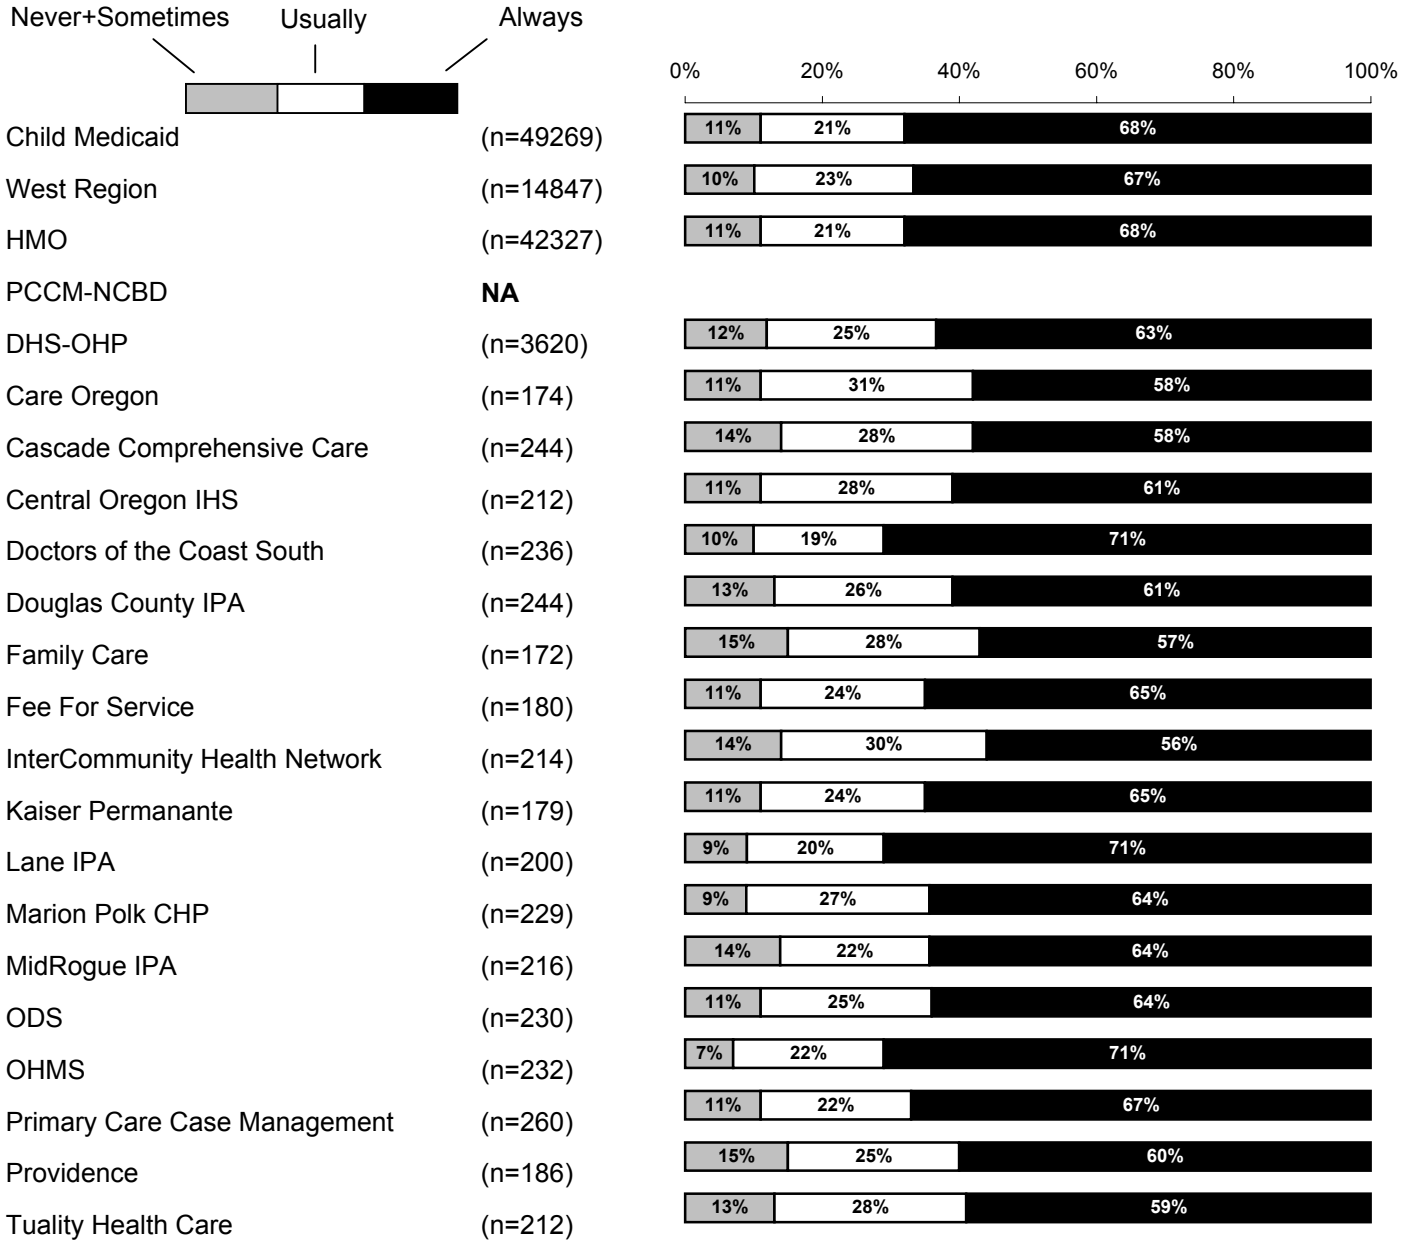 Never+Sometimes Usually Always
0% 20% 40% 60% 80% 100%
Child Medicaid (n=49269) 11% 21% 68%
West Region (n=14847) 10% 23% 67%
HMO (n=42327) 11% 21% 68%
PCCM-NCBD NA
DHS-OHP (n=3620) 12% 25% 63%
Care Oregon (n=174) 11% 31% 58%
Cascade Comprehensive Care (n=244) 14% 28% 58%
Central Oregon IHS (n=212) 11% 28% 61%
Doctors of the Coast South (n=236) 10% 19% 71%
Douglas County IPA (n=244) 13% 26% 61%
Family Care (n=172) 15% 28% 57%
Fee For Service (n=180) 11% 24% 65%
InterCommunity Health Network (n=214) 14% 30% 56%
Kaiser Permanante (n=179) 11% 24% 65%
Lane IPA (n=200) 9% 20% 71%
Marion Polk CHP (n=229) 9% 27% 64%
MidRogue IPA (n=216) 14% 22% 64%
ODS (n=230) 11% 25% 64%
OHMS (n=232) 7% 22% 71%
Primary Care Case Management (n=260) 11% 22% 67%
Providence (n=186) 15% 25% 60%
Tuality Health Care (n=212) 13% 28% 59%